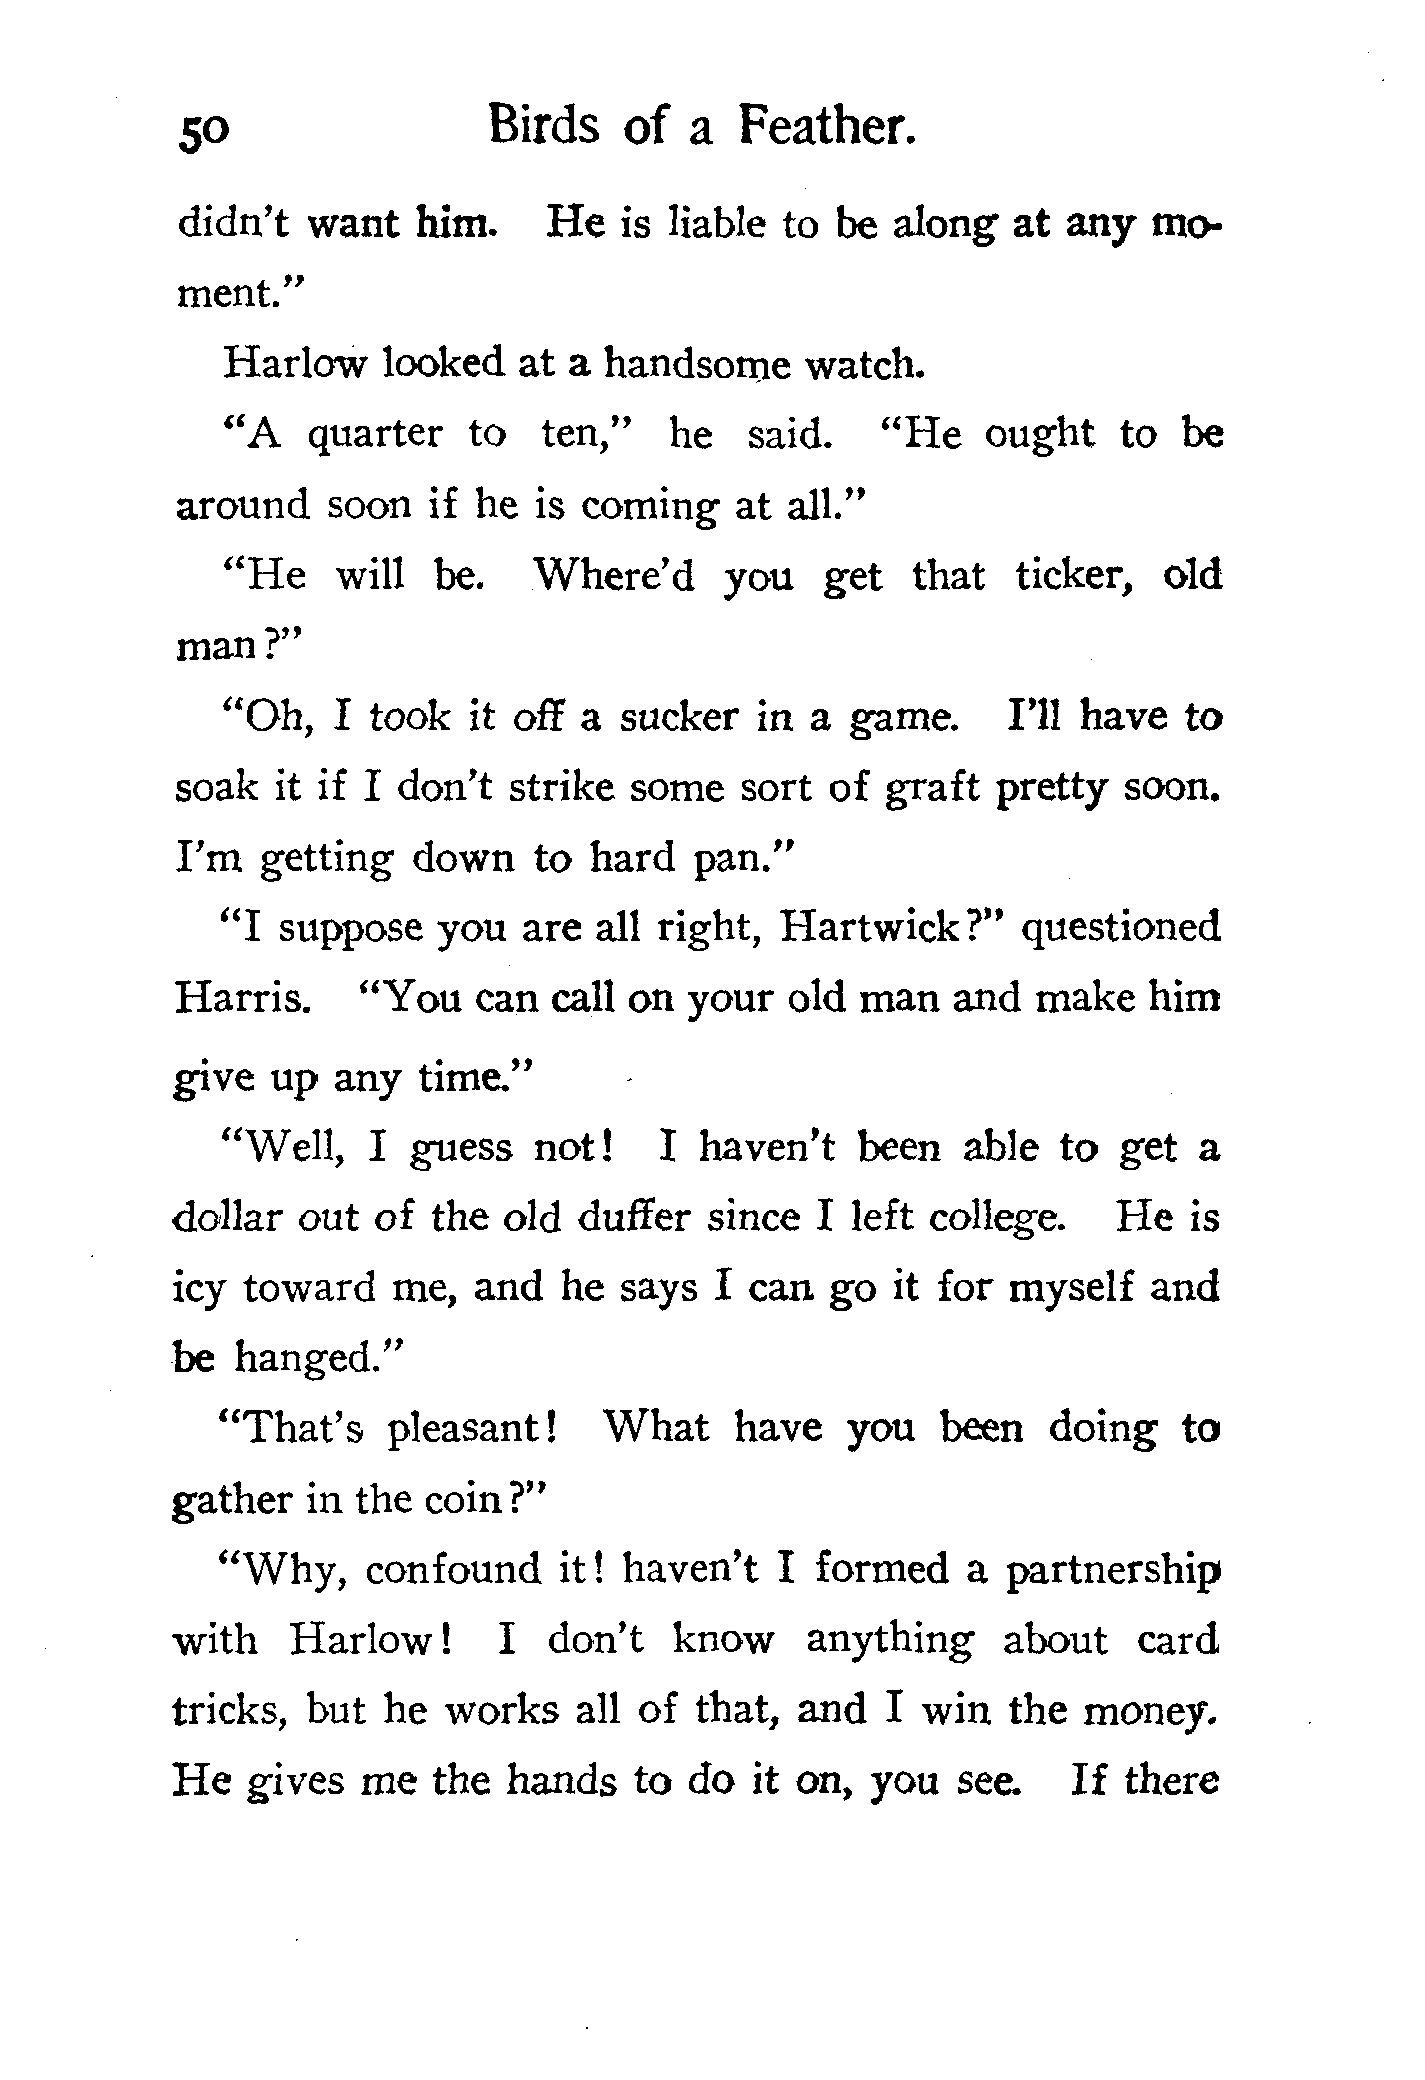 50 Birds of a Feather.
didn't want him. He is liable to be along at any mo-
ment."
Harlow looked at a handsome watch.
"A quarter to ten," he said. "He ought to be
around soon if he is coming at all."
"He will be. Where'd you get that ticker, old
man?"
"Oh, I took it off a sucker in a game. I'll have to
soak it if I don't strike some sort of graft pretty soon.
I'm getting down to hard pan."
"I suppose you are all right, Hartwick?" questioned
Harris. "You can call on your old man and make him
give up any time."
"Well, I guess not! I haven't been able to get a
dollar out of the old duffer since I left college. He is
icy toward me, and he says I can go it for myself and
be hanged."
"That's pleasant! What have you been doing to
gather in the coin?"
"Why, confound it! haven't I formed a partnership
with Harlow! I don't know anything about card
tricks, but he works all of that, and I win the money.
He gives me the hands to do it on, you see. If there